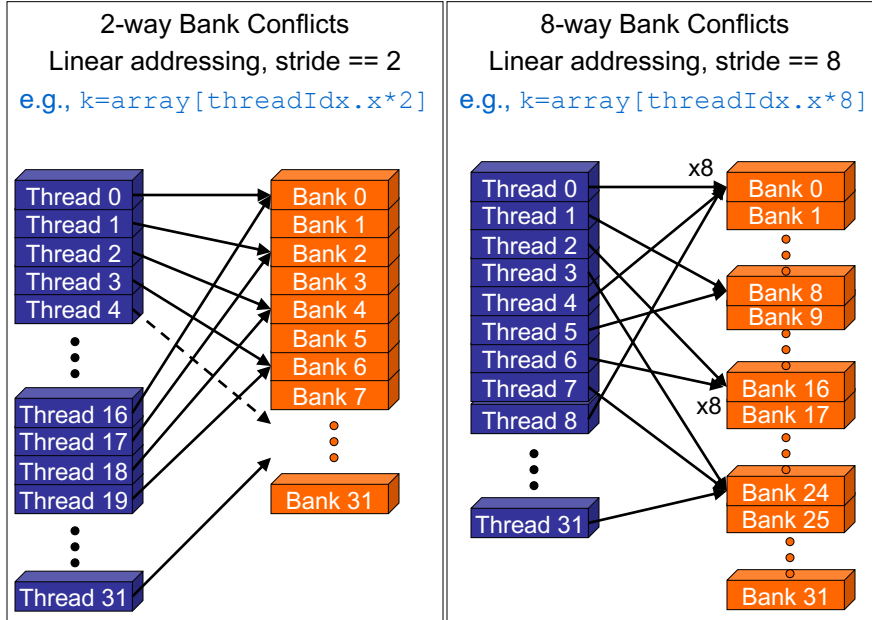 2-way Bank Conflicts
Linear addressing, stride == 2
e.g., k=array[threadIdx.x*2]
Thread 0
Thread 1
Thread 2
Thread 3
Thread 4
Thread 16
Thread 17
Thread 18
Thread 19
Thread 31
Bank 0
Bank 1
Bank 2
Bank 3
Bank 4
Bank 5
Bank 6
Bank 7
Bank 31
8-way Bank Conflicts
Linear addressing, stride == 8
e.g., k=array[threadIdx.x*8]
Thread 0
Thread 1
Thread 2
Thread 3
Thread 4
Thread 5
Thread 6
Thread 7
Thread 8
Thread 31
x8
Bank 0
Bank 1
Bank 8
Bank 9
x8
Bank 16
Bank 17
Bank 24
Bank 25
Bank 31